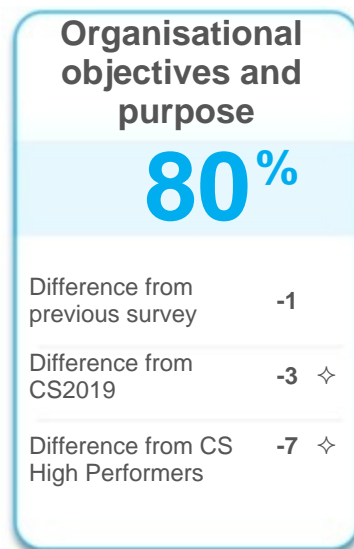 Organisational
objectives and
purpose
80%
Difference from
previous survey -1
Difference from
CS2019 -3 ✧
Difference from CS
High Performers -7 ✧